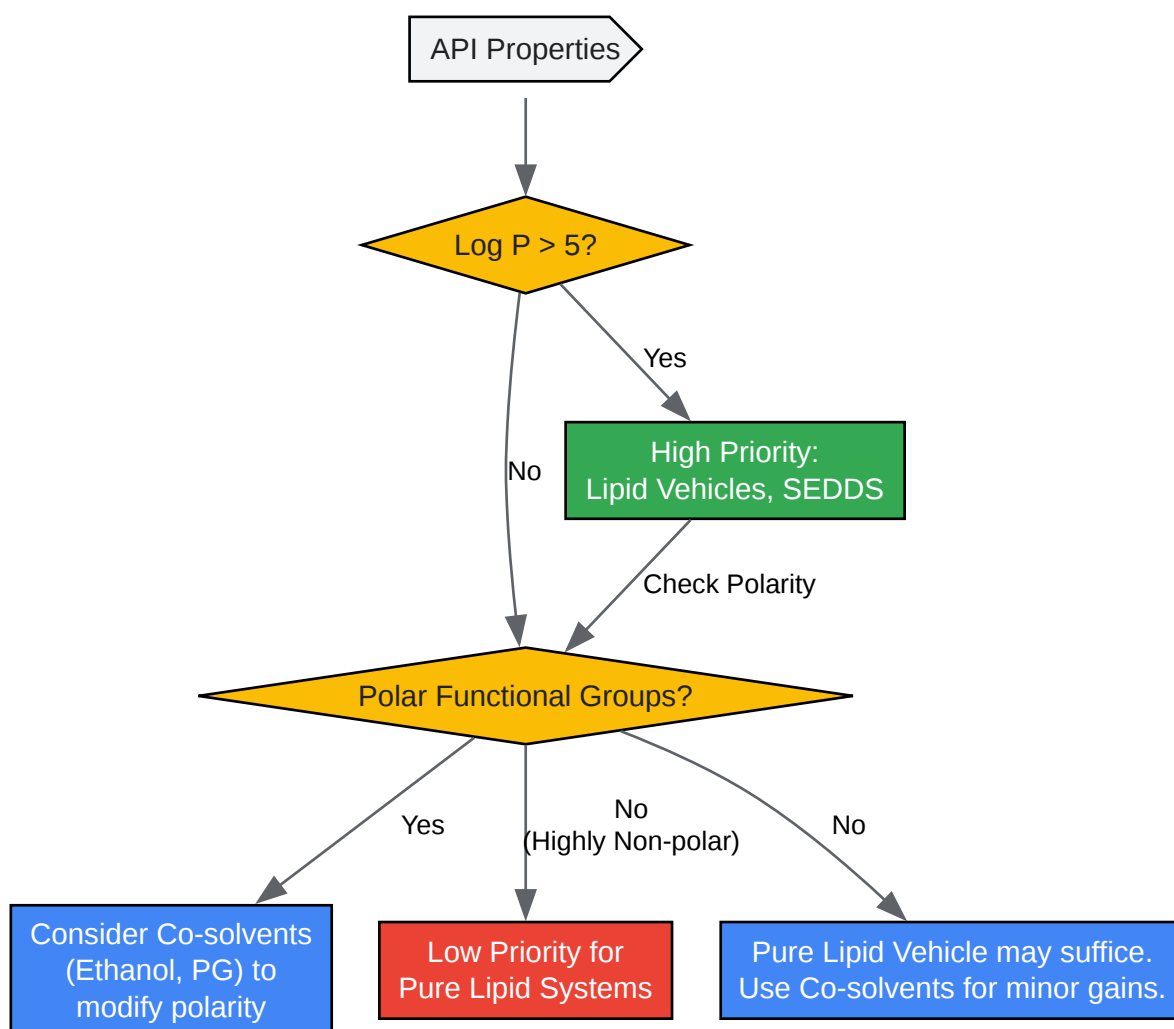 API Properties
Log P > 5?
Yes
No
High Priority:
Lipid Vehicles, SEDDS
Check Polarity
Polar Functional Groups?
Yes
No
(Highly Non-polar)
No
Consider Co-solvents
(Ethanol, PG) to
modify polarity
Low Priority for
Pure Lipid Systems
Pure Lipid Vehicle may suffice.
Use Co-solvents for minor gains.